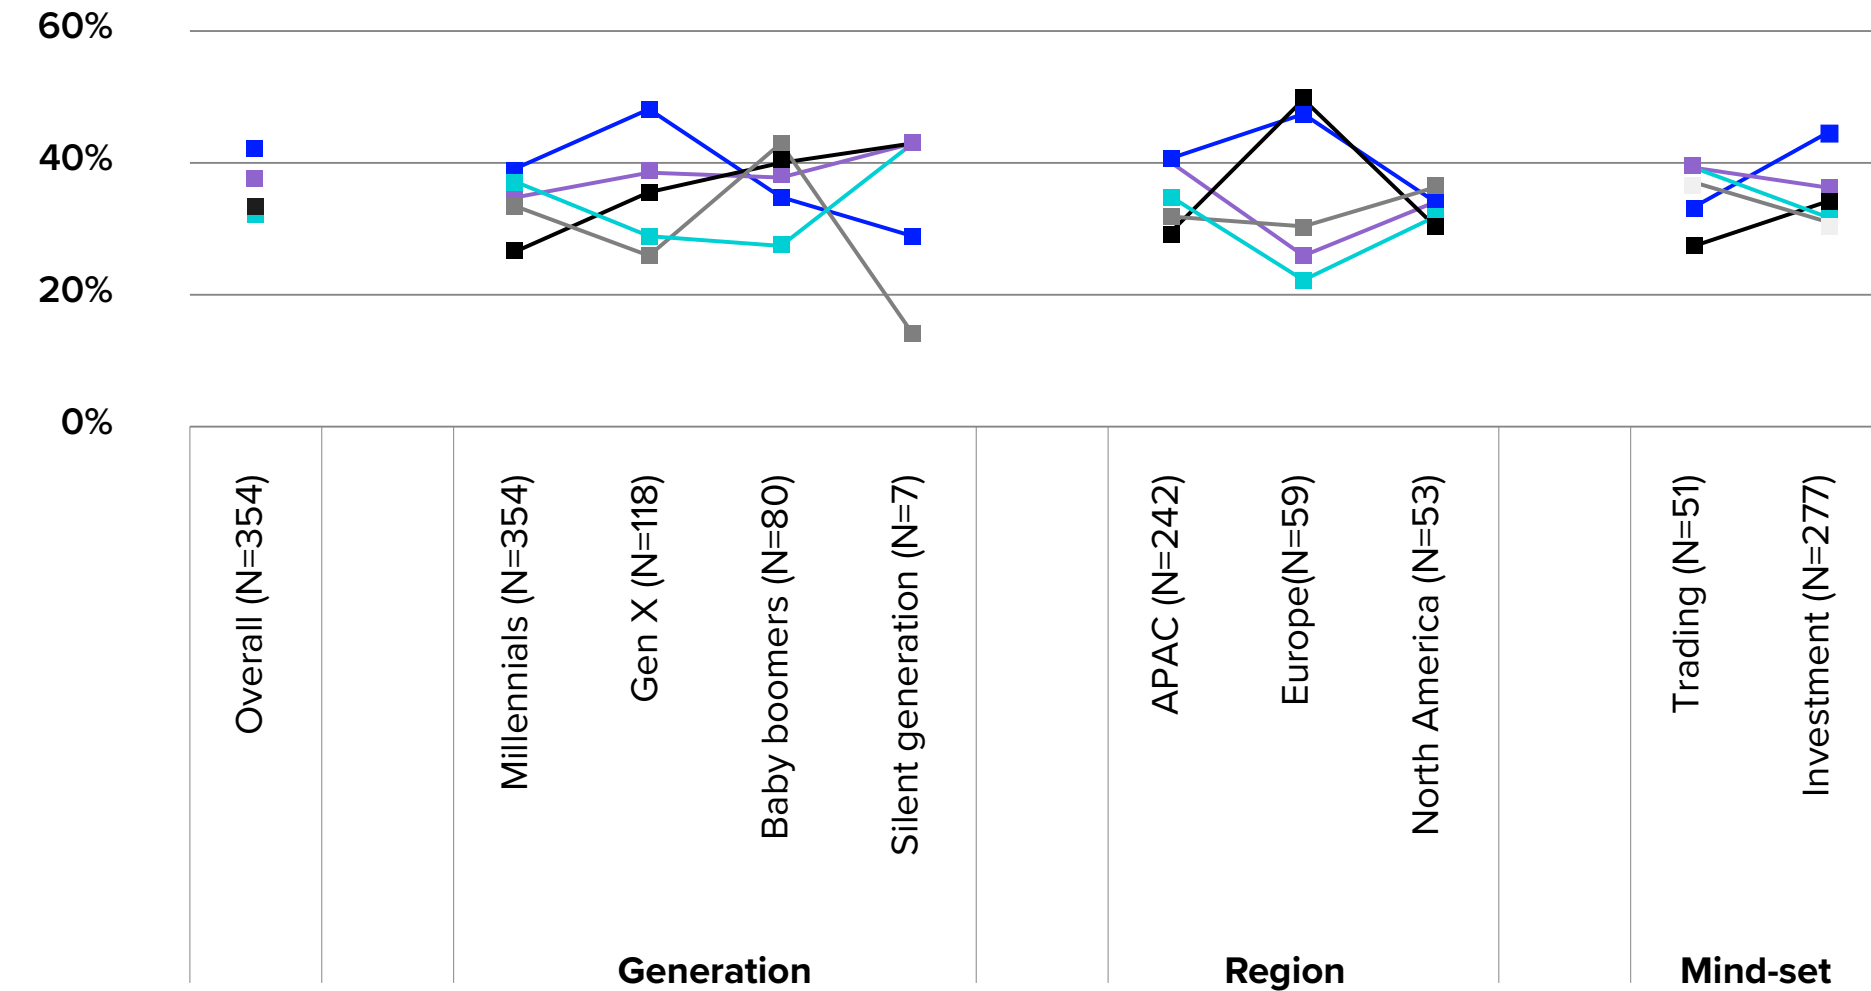 60%
40%
20%
0%
Overall (N=354)
Millennials (N=354)
Gen X (N=118)
Baby boomers (N=80)
Silent generation (N=7)
APAC (N=242)
Europe(N=59)
North America (N=53)
Trading (N=51)
Investment (N=277)
Generation
Region
Mind-set